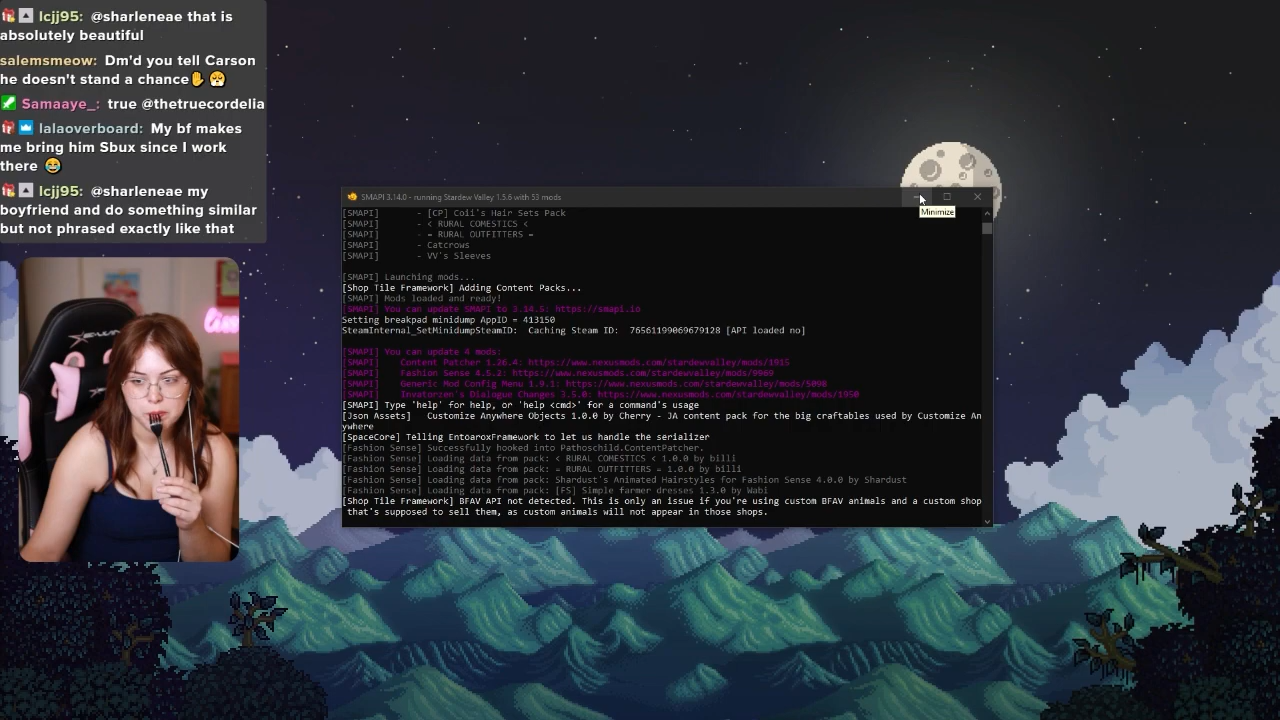 lcjj95: @sharleneae that is
absolutely beautiful
salemsmeow: Dm'd you tell Carson
he doesn't stand a chance✋ 😤
Samaaye_: true @thetruecordelia
lalaoverboard: My bf makes
me bring him Sbux since I work
there 😂
lcjj95: @sharleneae my
boyfriend and do something similar
but not phrased exactly like that
SMAPI 3.14.0 - running Stardew Valley 1.5.6 with 53 mods
Minimize
[SMAPI] - [CP] Coii's Hair Sets Pack
[SMAPI] - < RURAL COMESTICS <
[SMAPI] - = RURAL OUTFITTERS =
[SMAPI] - Catcrows
[SMAPI] - VV's Sleeves
[SMAPI] Launching mods...
[Shop Tile Framework] Adding Content Packs...
[SMAPI] Mods loaded and ready!
[SMAPI] You can update SMAPI to 3.14.5: https://smapi.io
Setting breakpad minidump AppID = 413150
SteamInternal_SetMinidumpSteamID: Caching Steam ID: 76561199069679128 [API loaded no]
[SMAPI] You can update 4 mods:
[SMAPI] Content Patcher 1.26.4: https://www.nexusmods.com/stardewvalley/mods/1915
[SMAPI] Fashion Sense 4.5.2: https://www.nexusmods.com/stardewvalley/mods/9969
[SMAPI] Generic Mod Config Menu 1.9.1: https://www.nexusmods.com/stardewvalley/mods/5098
[SMAPI] Invatorzen's Dialogue Changes 3.5.0: https://www.nexusmods.com/stardewvalley/mods/1950
[SMAPI] Type 'help' for help, or 'help <cmd>' for a command's usage
[Json Assets] Customize Anywhere Objects 1.0.0 by Cherry - JA content pack for the big craftables used by Customize An
ywhere
[SpaceCore] Telling EntoaroxFramework to let us handle the serializer
[Fashion Sense] Successfully hooked into Pathoschild.ContentPatcher.
[Fashion Sense] Loading data from pack: < RURAL COMESTICS < 1.0.0 by billi
[Fashion Sense] Loading data from pack: = RURAL OUTFITTERS = 1.0.0 by billi
[Fashion Sense] Loading data from pack: Shardust's Animated Hairstyles for Fashion Sense 4.0.0 by Shardust
[Fashion Sense] Loading data from pack: [FS] Simple farmer dresses 1.3.0 by Wabi
[Shop Tile Framework] BFAV API not detected. This is only an issue if you're using custom BFAV animals and a custom shop
that's supposed to sell them, as custom animals will not appear in those shops.